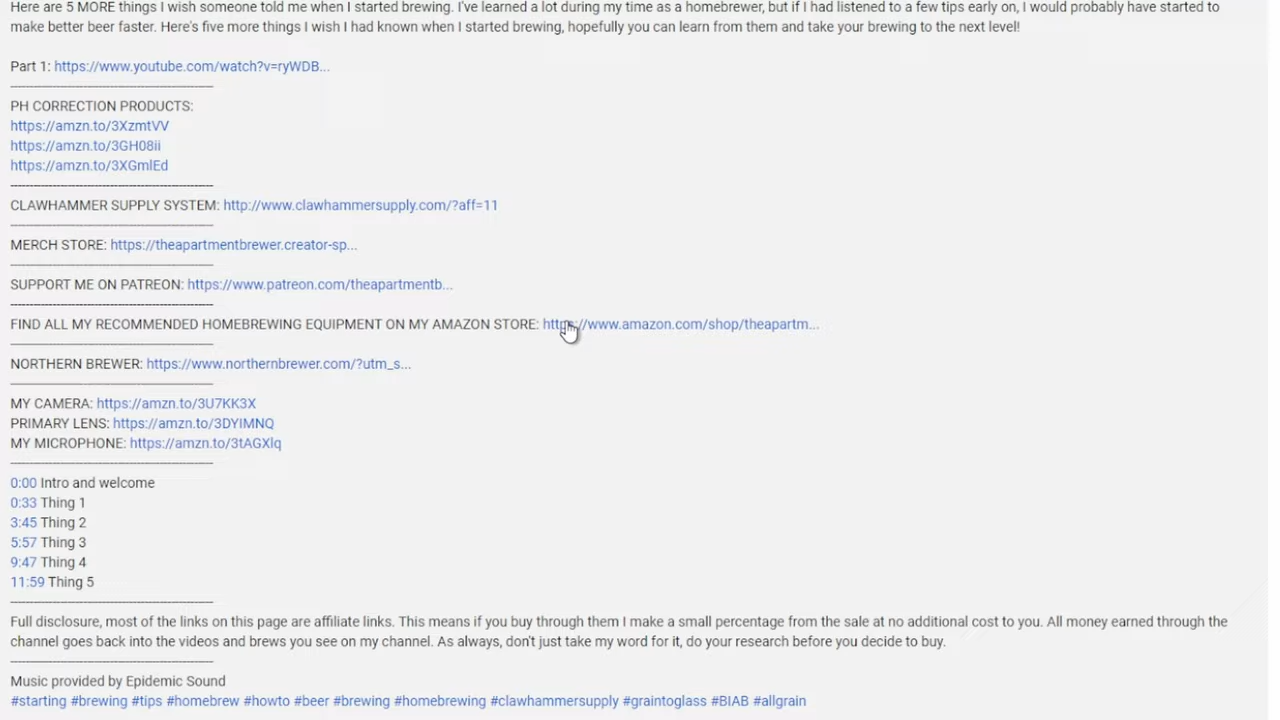 Here are 5 MORE things I wish someone told me when I started brewing. I've learned a lot during my time as a homebrewer, but if I had listened to a few tips early on, I would probably have started to
make better beer faster. Here's five more things I wish I had known when I started brewing, hopefully you can learn from them and take your brewing to the next level!
Part 1: https://www.youtube.com/watch?v=ryWDB...
PH CORRECTION PRODUCTS:
https://amzn.to/3XzmtVV
https://amzn.to/3GH08ii
https://amzn.to/3XGmlEd
CLAWHAMMER SUPPLY SYSTEM: http://www.clawhammersupply.com/?aff=11
MERCH STORE: https://theapartmentbrewer.creator-sp...
SUPPORT ME ON PATREON: https://www.patreon.com/theapartmentb...
FIND ALL MY RECOMMENDED HOMEBREWING EQUIPMENT ON MY AMAZON STORE: https://www.amazon.com/shop/theapartm...
NORTHERN BREWER: https://www.northernbrewer.com/?utm_s...
MY CAMERA: https://amzn.to/3U7KK3X
PRIMARY LENS: https://amzn.to/3DYIMNQ
MY MICROPHONE: https://amzn.to/3tAGXlq
0:00 Intro and welcome
0:33 Thing 1
3:45 Thing 2
5:57 Thing 3
9:47 Thing 4
11:59 Thing 5
Full disclosure, most of the links on this page are affiliate links. This means if you buy through them I make a small percentage from the sale at no additional cost to you. All money earned through the
channel goes back into the videos and brews you see on my channel. As always, don't just take my word for it, do your research before you decide to buy.
Music provided by Epidemic Sound
#starting #brewing #tips #homebrew #howto #beer #brewing #homebrewing #clawhammersupply #graintoglass #BIAB #allgrain